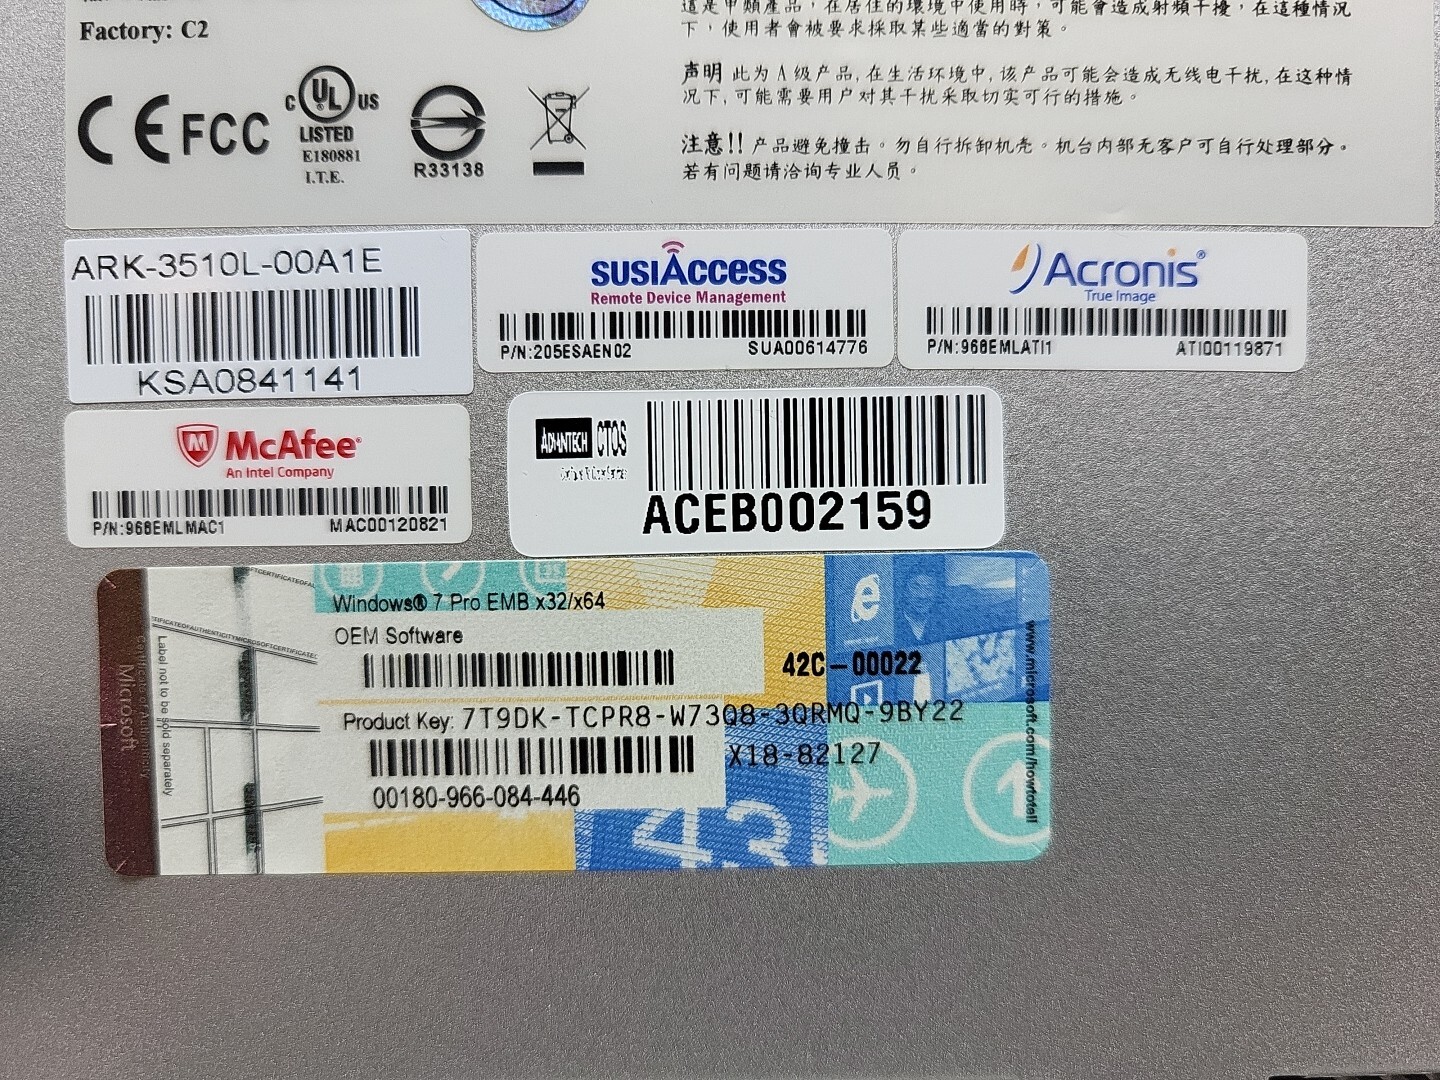 Factory: C2
這是甲類產品，在居住的環境中使用時，可能會造成射頻干擾，在這種情況
下，使用者會被要求採取某些適當的對策。
声明 此为 A 级产品,在生活环境中,该产品可能会造成无线电干扰,在这种情
况下,可能需要用户对其干扰采取切实可行的措施。
注意!! 产品避免撞击。勿自行拆卸机壳。机台内部无客户可自行处理部分。
若有问题请洽询专业人员。
CE FCC
C UL US
LISTED
E180881
I.T.E.
R33138
ARK-3510L-00A1E
KSA0841141
SUSIACCESS
Remote Device Management
P/N:205ESAEN02 SUA00614776
Acronis®
True Image
P/N:968EMLATI1 ATI00119871
McAfee®
An Intel Company
P/N:968EMLMAC1 MAC00120821
ADVANTECH CTOS
ACEB002159
Windows® 7 Pro EMB x32/x64
OEM Software
42C-00022
Product Key: 7T9DK-TCPR8-W73Q8-3QRMQ-9BY22
X18-82127
00180-966-084-446
Microsoft
Certificate of Authenticity
Label not to be sold separately
www.microsoft.com/howtotell
43
1